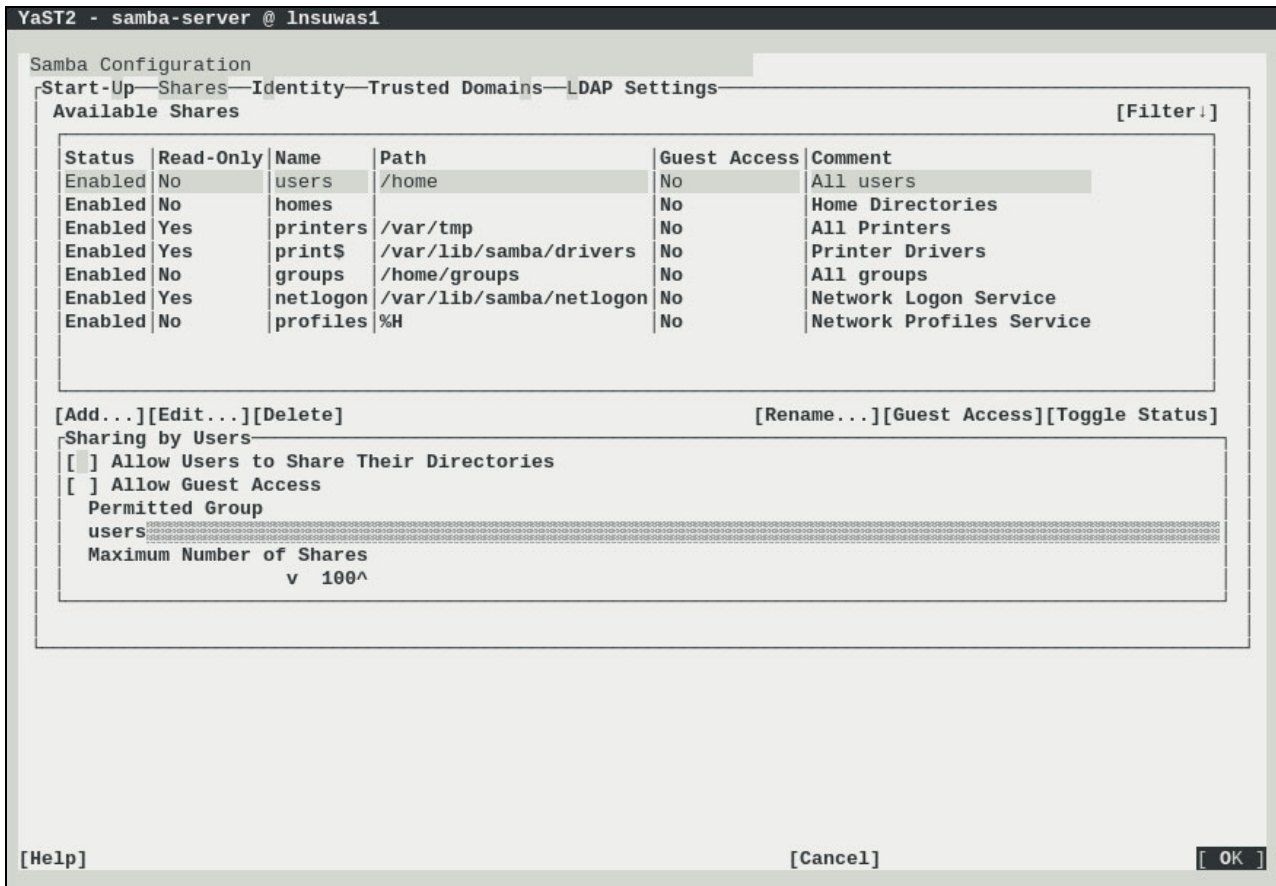 YaST2 - samba-server @ lnsuwas1
Samba Configuration
Start-Up Shares Identity Trusted Domains LDAP Settings
Available Shares [Filter↓]
Status |Read-Only|Name |Path |Guest Access|Comment
Enabled|No |users |/home |No |All users
Enabled|No |homes | |No |Home Directories
Enabled|Yes |printers|/var/tmp |No |All Printers
Enabled|Yes |print$ |/var/lib/samba/drivers |No |Printer Drivers
Enabled|No |groups |/home/groups |No |All groups
Enabled|Yes |netlogon|/var/lib/samba/netlogon|No |Network Logon Service
Enabled|No |profiles|%H |No |Network Profiles Service
[Add...][Edit...][Delete] [Rename...][Guest Access][Toggle Status]
Sharing by Users
[ ] Allow Users to Share Their Directories
[ ] Allow Guest Access
Permitted Group
users
Maximum Number of Shares
v 100^
[Help] [Cancel] [ OK ]